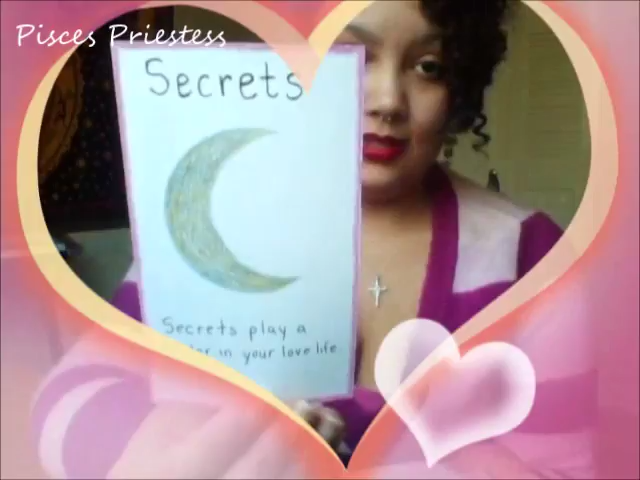 Pisces Priestess
Secrets
Secrets play a
in your love life